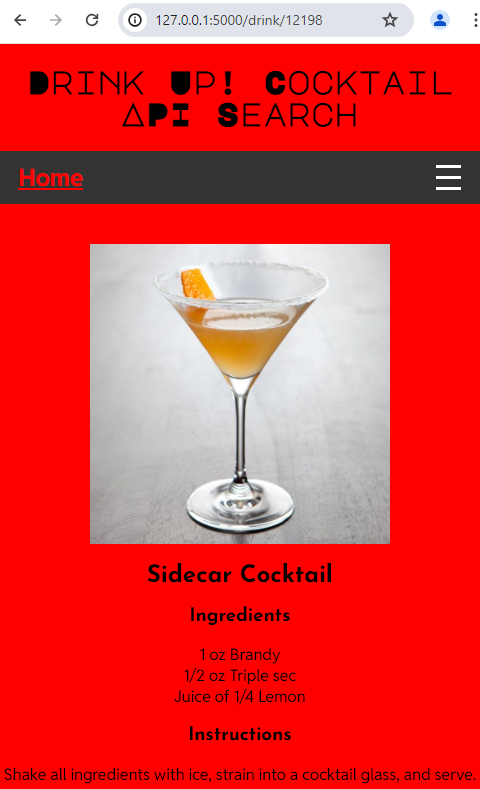 127.0.0.1:5000/drink/12198
Drink Up! Cocktail
API Search
Home
Sidecar Cocktail
Ingredients
1 oz Brandy
1/2 oz Triple sec
Juice of 1/4 Lemon
Instructions
Shake all ingredients with ice, strain into a cocktail glass, and serve.